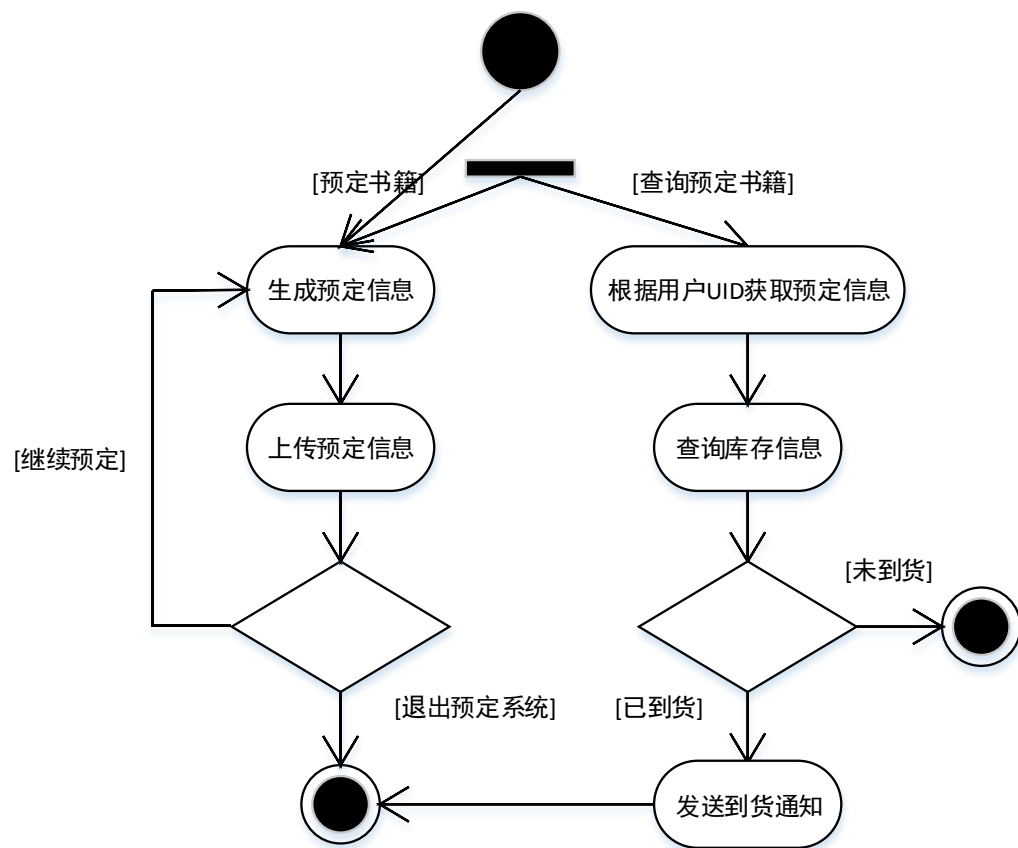 [预定书籍]
[查询预定书籍]
生成预定信息
根据用户UID获取预定信息
上传预定信息
查询库存信息
[继续预定]
[未到货]
[退出预定系统]
[已到货]
发送到货通知